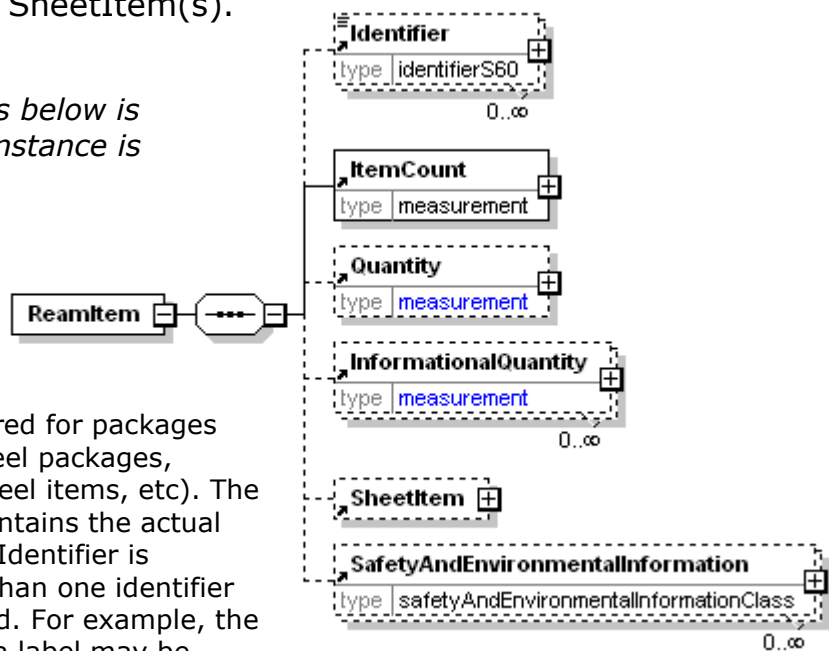 SheetItem(s).
s below is
nstance is
red for packages
eel packages,
eel items, etc). The
ntains the actual
Identifier is
than one identifier
d. For example, the
label may be
ReamItem
Identifier
type identifierS60
0..∞
ItemCount
type measurement
Quantity
type measurement
InformationalQuantity
type measurement
0..∞
SheetItem
SafetyAndEnvironmentalInformation
type safetyAndEnvironmentalInformationClass
0..∞